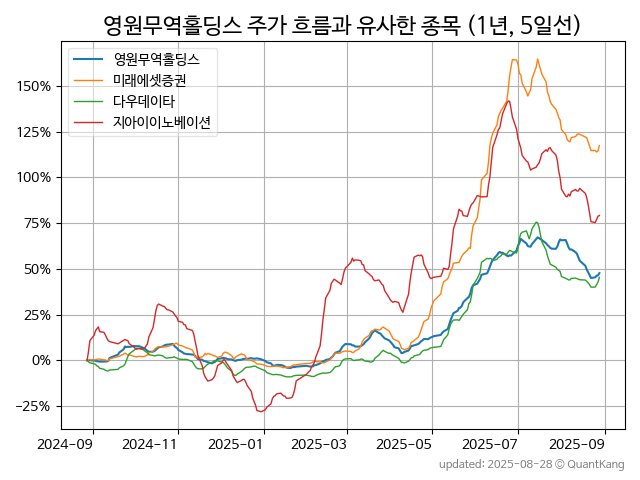 영원무역홀딩스 주가 흐름과 유사한 종목 (1년, 5일선)
영원무역홀딩스
미래에셋증권
다우데이타
지아이이노베이션
150%
125%
100%
75%
50%
25%
0%
−25%
2024-09
2024-11
2025-01
2025-03
2025-05
2025-07
2025-09
updated: 2025-08-28 © QuantKang